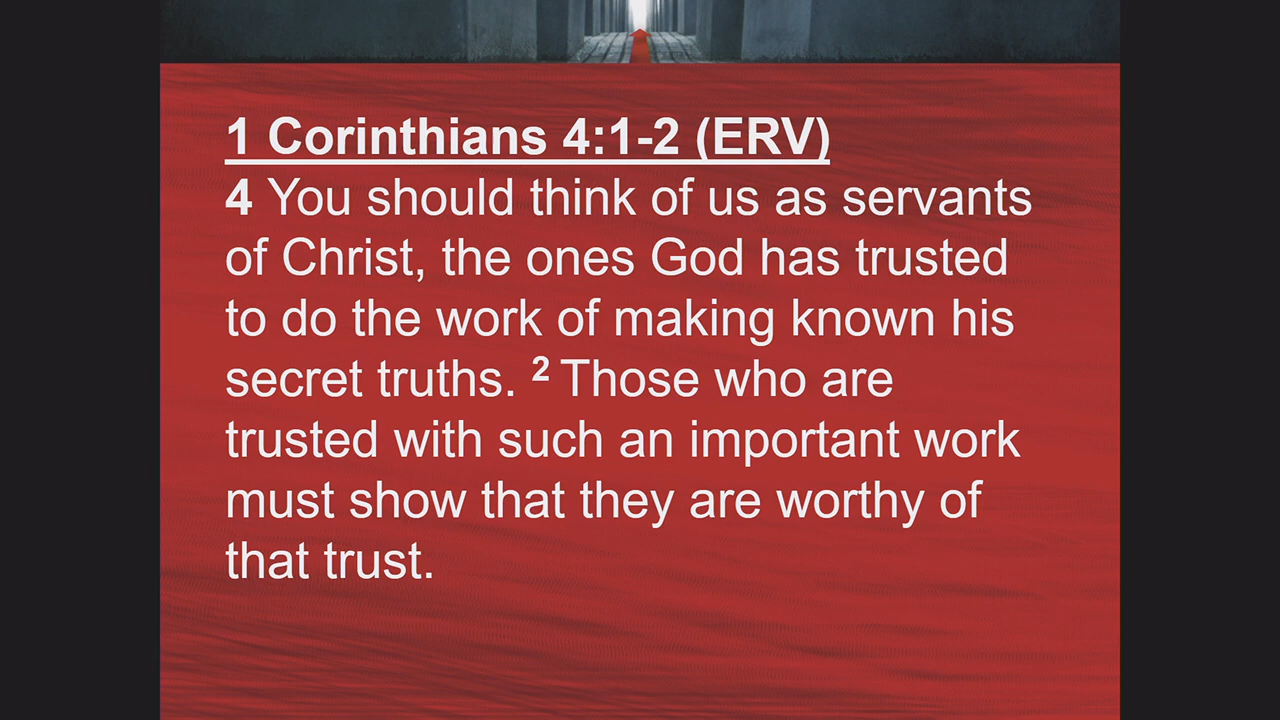 1 Corinthians 4:1-2 (ERV)
4 You should think of us as servants
of Christ, the ones God has trusted
to do the work of making known his
secret truths. 2 Those who are
trusted with such an important work
must show that they are worthy of
that trust.